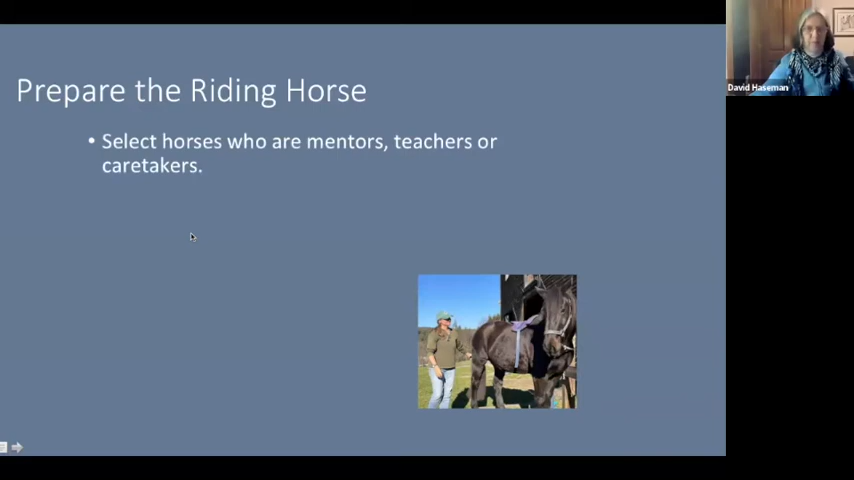 Prepare the Riding Horse
• Select horses who are mentors, teachers or
caretakers.
David Haseman